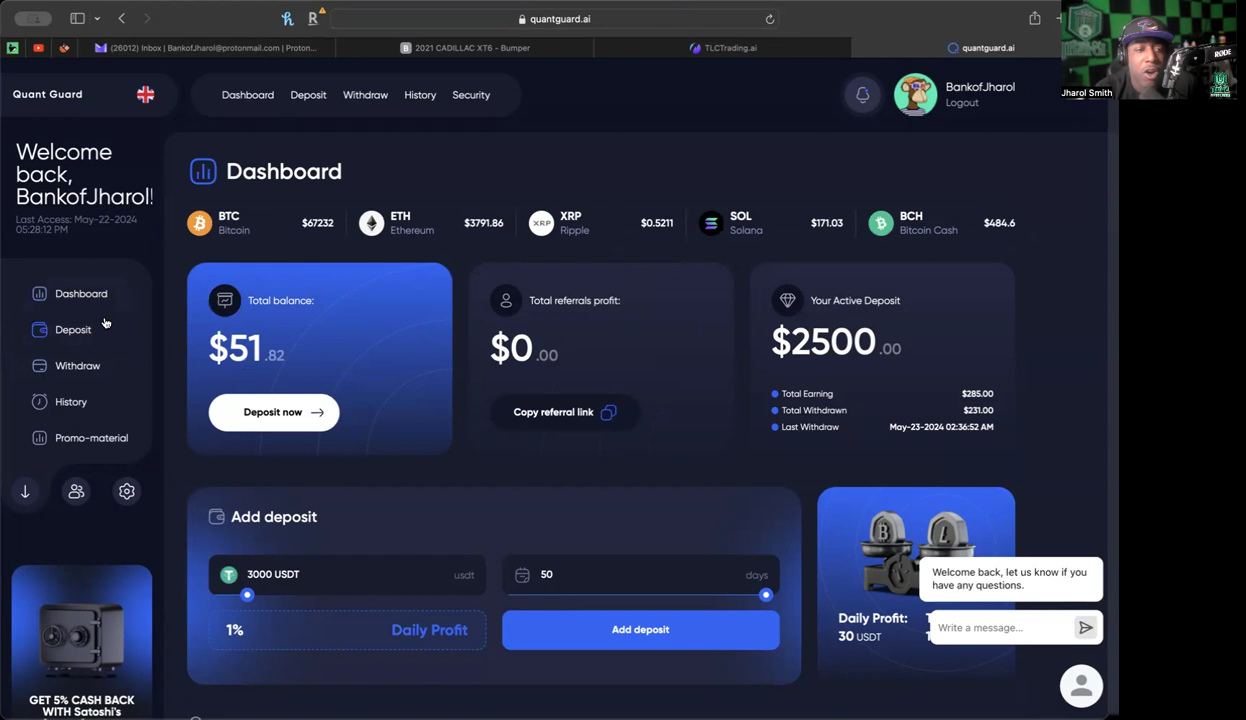 quantguard.ai
(26012) Inbox | BankofJharol@protonmail.com | Proton...
2021 CADILLAC XT6 - Bumper
TLCTrading.ai
quantguard.ai
RØDE
Jharol Smith
Quant Guard
Dashboard
Deposit
Withdraw
History
Security
BankofJharol
Logout
Welcome
back,
BankofJharol!
Last Access: May-22-2024
05:28:12 PM
Dashboard
Deposit
Withdraw
History
Promo-material
GET 5% CASH BACK
WITH Satoshi's
Dashboard
BTC
Bitcoin
$67232
ETH
Ethereum
$3791.86
XRP
XRP
Ripple
$0.5211
SOL
Solana
$171.03
BCH
Bitcoin Cash
$484.6
Total balance:
$51.82
Deposit now
Total referrals profit:
$0.00
Copy referral link
Your Active Deposit
$2500.00
Total Earning $285.00
Total Withdrawn $231.00
Last Withdraw May-23-2024 02:36:52 AM
Add deposit
3000 USDT usdt
50 days
1% Daily Profit
Add deposit
Daily Profit:
30 USDT
Welcome back, let us know if you
have any questions.
Write a message...